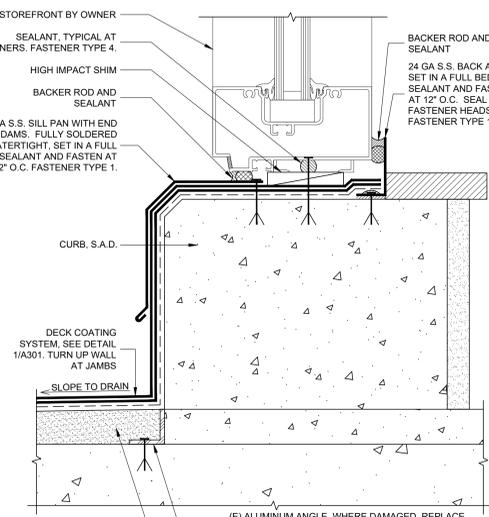 STOREFRONT BY OWNER
SEALANT, TYPICAL AT
NERS. FASTENER TYPE 4.
HIGH IMPACT SHIM
BACKER ROD AND
SEALANT
A S.S. SILL PAN WITH END
DAMS. FULLY SOLDERED
ATERTIGHT, SET IN A FULL
SEALANT AND FASTEN AT
2" O.C. FASTENER TYPE 1.
CURB, S.A.D.
DECK COATING
SYSTEM, SEE DETAIL
1/A301. TURN UP WALL
AT JAMBS
SLOPE TO DRAIN
BACKER ROD AND
SEALANT
24 GA S.S. BACK A
SET IN A FULL BED
SEALANT AND FAS
AT 12" O.C. SEAL
FASTENER HEADS
FASTENER TYPE 1
(E) ALUMINUM ANGLE, WHERE DAMAGED, REPLACE